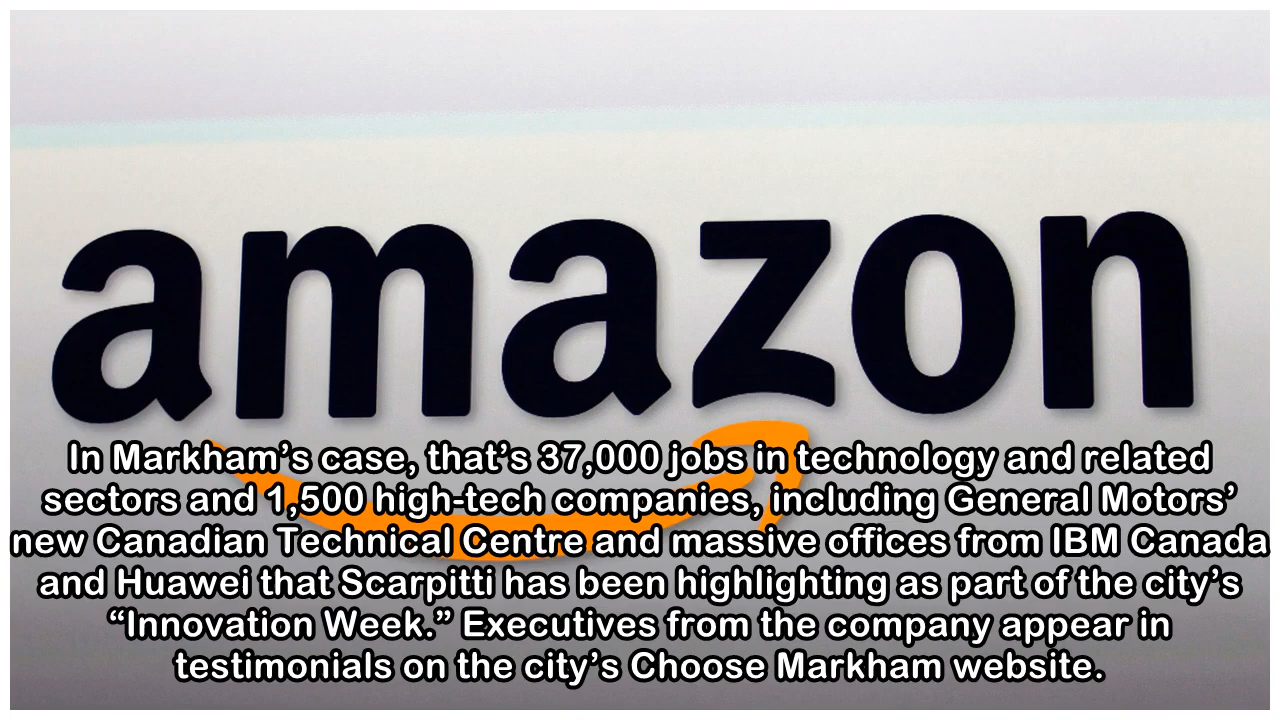 amazon
In Markham’s case, that’s 37,000 jobs in technology and related
sectors and 1,500 high-tech companies, including General Motors’
new Canadian Technical Centre and massive offices from IBM Canada
and Huawei that Scarpitti has been highlighting as part of the city’s
“Innovation Week.” Executives from the company appear in
testimonials on the city’s Choose Markham website.